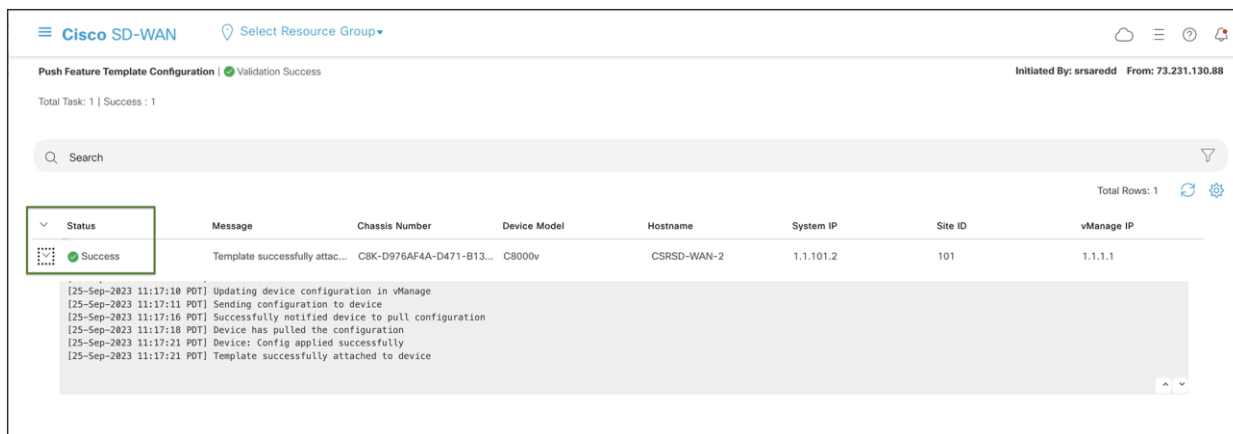 Cisco SD-WAN Select Resource Group
Push Feature Template Configuration | Validation Success Initiated By: srsaredd From: 73.231.130.88
Total Task: 1 | Success : 1
Search
Total Rows: 1
Status Message Chassis Number Device Model Hostname System IP Site ID vManage IP
Success Template successfully attac... C8K-D976AF4A-D471-B13... C8000v CSRSD-WAN-2 1.1.101.2 101 1.1.1.1
[25-Sep-2023 11:17:10 PDT] Updating device configuration in vManage
[25-Sep-2023 11:17:11 PDT] Sending configuration to device
[25-Sep-2023 11:17:16 PDT] Successfully notified device to pull configuration
[25-Sep-2023 11:17:18 PDT] Device has pulled the configuration
[25-Sep-2023 11:17:21 PDT] Device: Config applied successfully
[25-Sep-2023 11:17:21 PDT] Template successfully attached to device